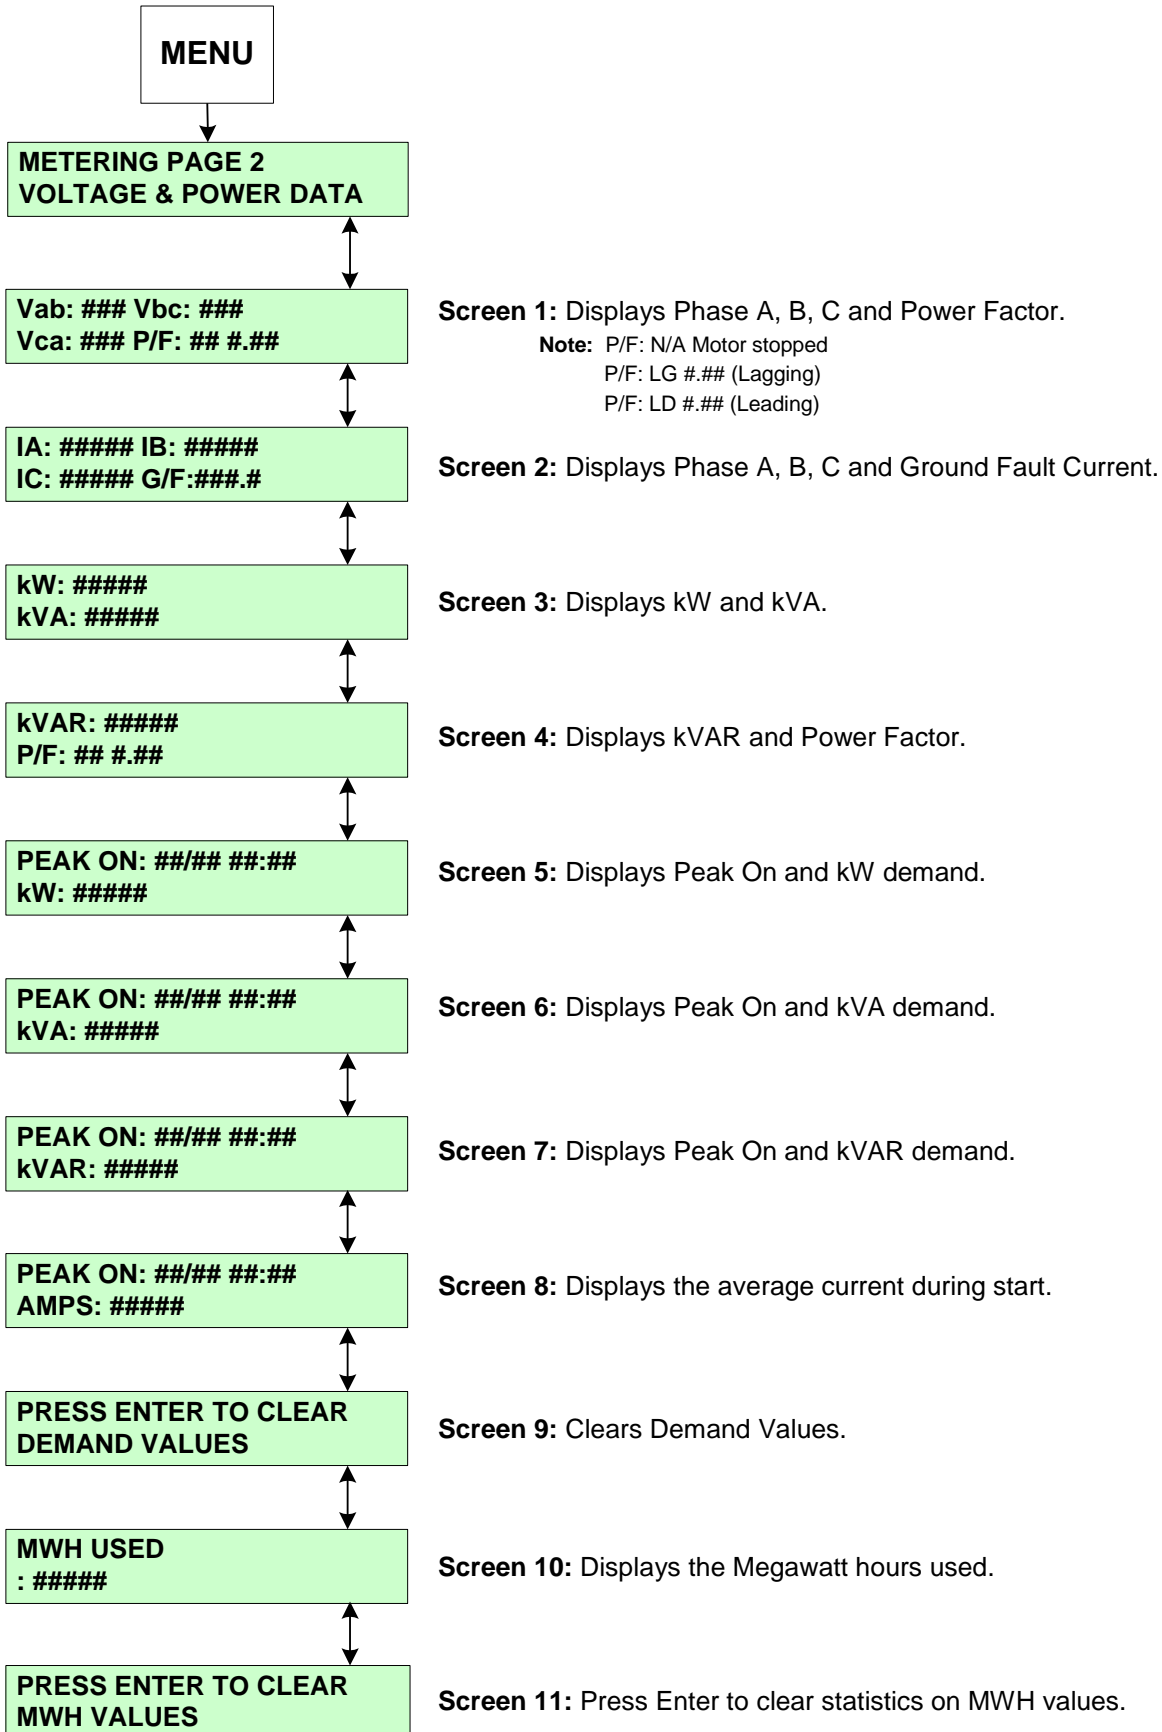 MENU
METERING PAGE 2
VOLTAGE & POWER DATA
Vab: ### Vbc: ###
Vca: ### P/F: ## #.##
Screen 1: Displays Phase A, B, C and Power Factor.
Note: P/F: N/A Motor stopped
P/F: LG #.## (Lagging)
P/F: LD #.## (Leading)
IA: ##### IB: #####
IC: ##### G/F:###.#
Screen 2: Displays Phase A, B, C and Ground Fault Current.
kW: #####
kVA: #####
Screen 3: Displays kW and kVA.
kVAR: #####
P/F: ## #.##
Screen 4: Displays kVAR and Power Factor.
PEAK ON: ##/## ##:##
kW: #####
Screen 5: Displays Peak On and kW demand.
PEAK ON: ##/## ##:##
kVA: #####
Screen 6: Displays Peak On and kVA demand.
PEAK ON: ##/## ##:##
kVAR: #####
Screen 7: Displays Peak On and kVAR demand.
PEAK ON: ##/## ##:##
AMPS: #####
Screen 8: Displays the average current during start.
PRESS ENTER TO CLEAR
DEMAND VALUES
Screen 9: Clears Demand Values.
MWH USED
: #####
Screen 10: Displays the Megawatt hours used.
PRESS ENTER TO CLEAR
MWH VALUES
Screen 11: Press Enter to clear statistics on MWH values.